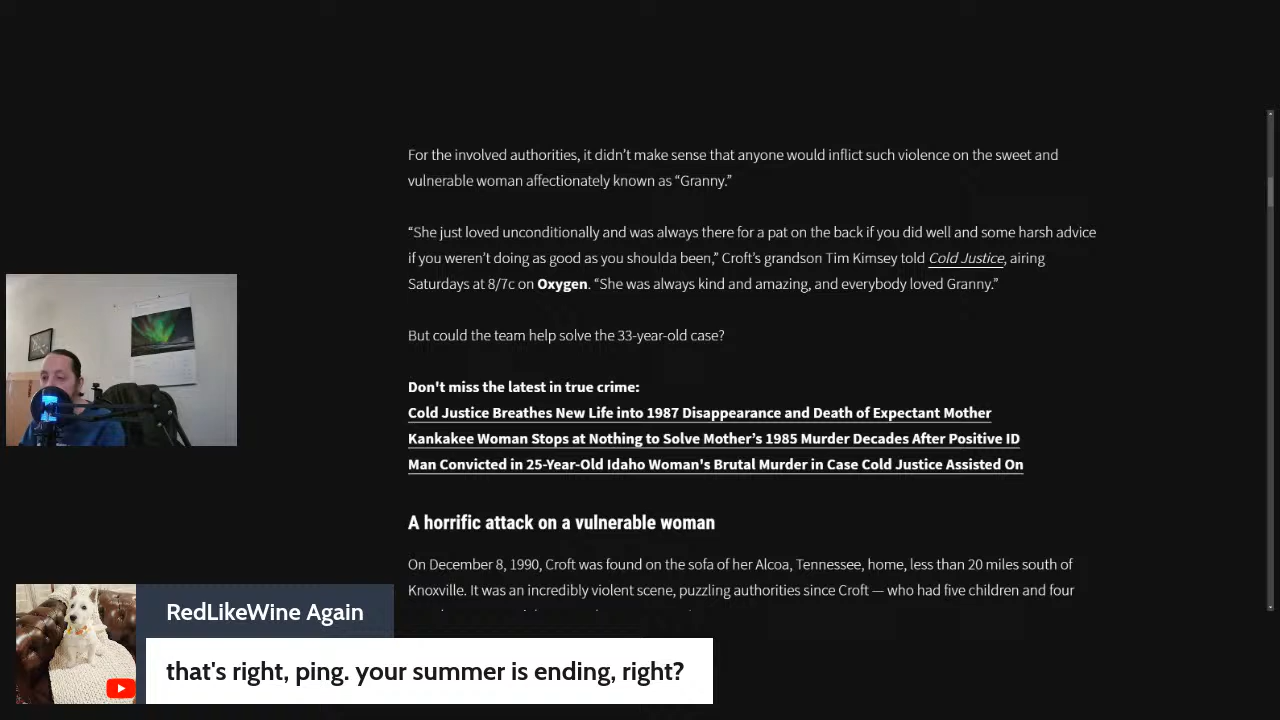 For the involved authorities, it didn’t make sense that anyone would inflict such violence on the sweet and
vulnerable woman affectionately known as “Granny.”
“She just loved unconditionally and was always there for a pat on the back if you did well and some harsh advice
if you weren’t doing as good as you shoulda been,” Croft’s grandson Tim Kimsey told Cold Justice, airing
Saturdays at 8/7c on Oxygen. “She was always kind and amazing, and everybody loved Granny.”
But could the team help solve the 33-year-old case?
Don't miss the latest in true crime:
Cold Justice Breathes New Life into 1987 Disappearance and Death of Expectant Mother
Kankakee Woman Stops at Nothing to Solve Mother’s 1985 Murder Decades After Positive ID
Man Convicted in 25-Year-Old Idaho Woman's Brutal Murder in Case Cold Justice Assisted On
A horrific attack on a vulnerable woman
On December 8, 1990, Croft was found on the sofa of her Alcoa, Tennessee, home, less than 20 miles south of
Knoxville. It was an incredibly violent scene, puzzling authorities since Croft — who had five children and four
RedLikeWine Again
that's right, ping. your summer is ending, right?